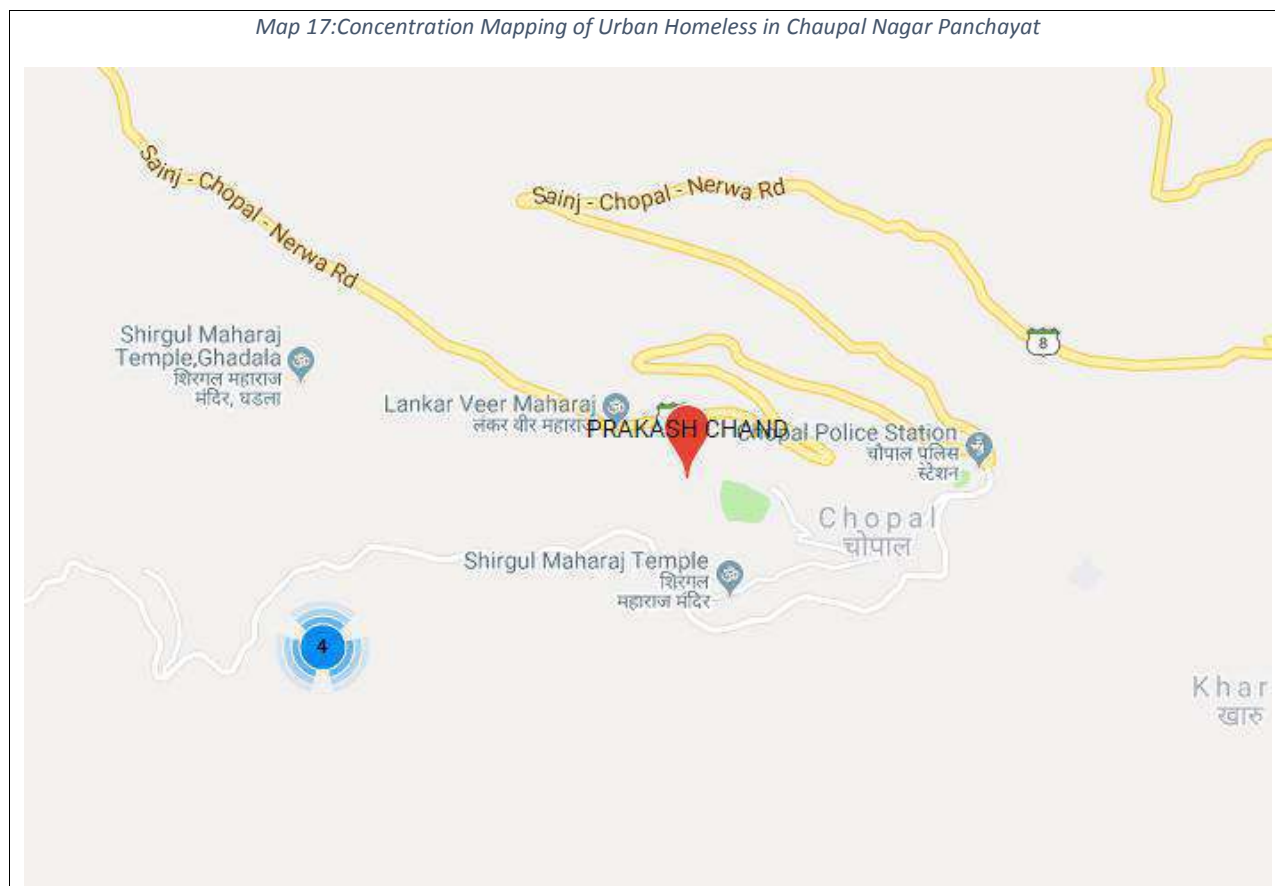 Map 17:Concentration Mapping of Urban Homeless in Chaupal Nagar Panchayat
Sainj - Chopal - Nerwa Rd
Sainj - Chopal - Nerwa Rd
8
Shirgul Maharaj
Temple,Ghadala
शिरगल महाराज
मंदिर, घडला
Lankar Veer Maharaj
लंकर वीर महाराज
PRAKASH CHAND
Chopal Police Station
चौपाल पुलिस
स्टेशन
Chopal
चोपाल
Shirgul Maharaj Temple
शिरगल
महाराज मंदिर
4
Khar
खारु